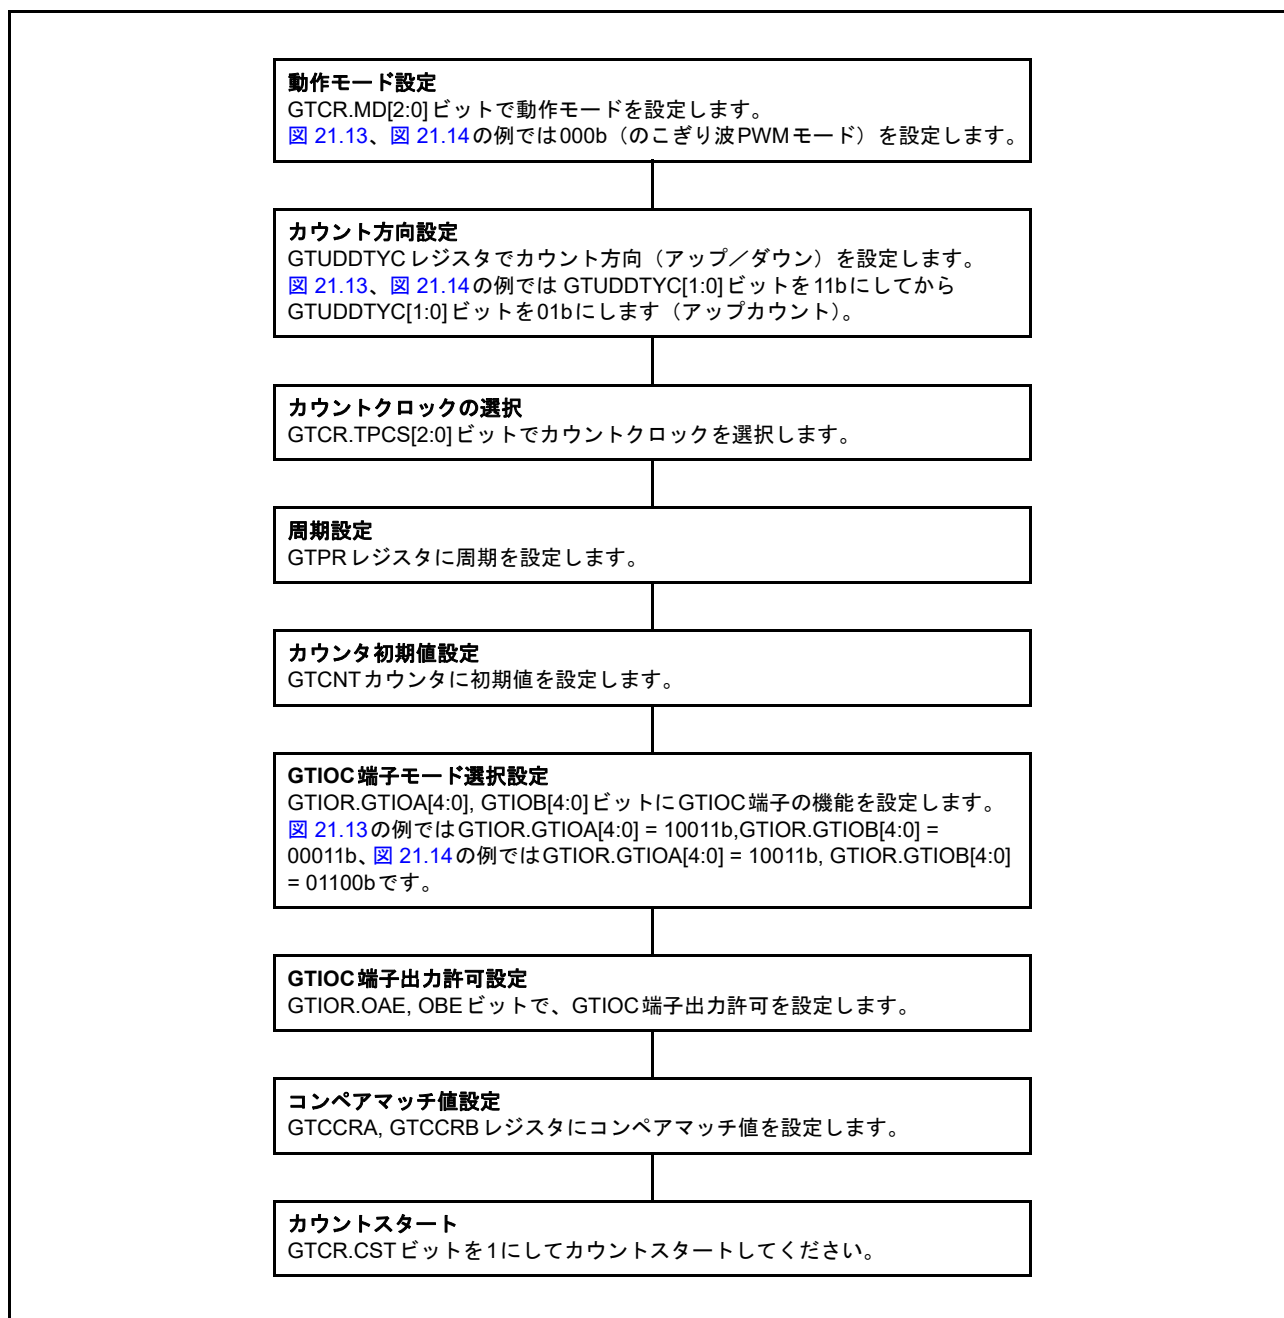 動作モード設定
GTCR.MD[2:0]ビットで動作モードを設定します。
図 21.13、図 21.14の例では000b（のこぎり波PWMモード）を設定します。
カウント方向設定
GTUDDTYCレジスタでカウント方向（アップ／ダウン）を設定します。
図 21.13、図 21.14の例では GTUDDTYC[1:0]ビットを11bにしてから
GTUDDTYC[1:0]ビットを01bにします（アップカウント）。
カウントクロックの選択
GTCR.TPCS[2:0]ビットでカウントクロックを選択します。
周期設定
GTPRレジスタに周期を設定します。
カウンタ初期値設定
GTCNTカウンタに初期値を設定します。
GTIOC端子モード選択設定
GTIOR.GTIOA[4:0], GTIOB[4:0]ビットにGTIOC端子の機能を設定します。
図 21.13の例ではGTIOR.GTIOA[4:0] = 10011b,GTIOR.GTIOB[4:0] =
00011b、図 21.14の例ではGTIOR.GTIOA[4:0] = 10011b, GTIOR.GTIOB[4:0]
= 01100bです。
GTIOC端子出力許可設定
GTIOR.OAE, OBEビットで、GTIOC端子出力許可を設定します。
コンペアマッチ値設定
GTCCRA, GTCCRBレジスタにコンペアマッチ値を設定します。
カウントスタート
GTCR.CSTビットを1にしてカウントスタートしてください。